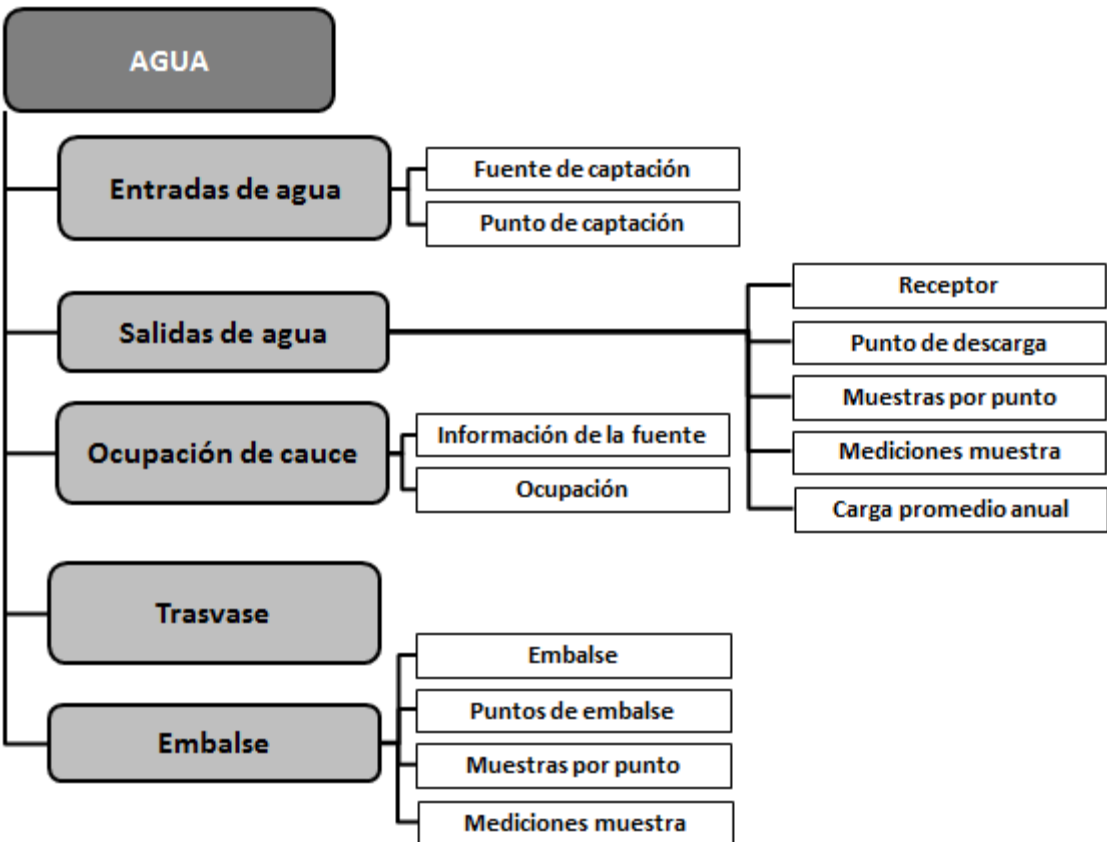 AGUA
Entradas de agua
Fuente de captación
Punto de captación
Salidas de agua
Receptor
Punto de descarga
Muestras por punto
Mediciones muestra
Carga promedio anual
Ocupación de cauce
Información de la fuente
Ocupación
Trasvase
Embalse
Embalse
Puntos de embalse
Muestras por punto
Mediciones muestra